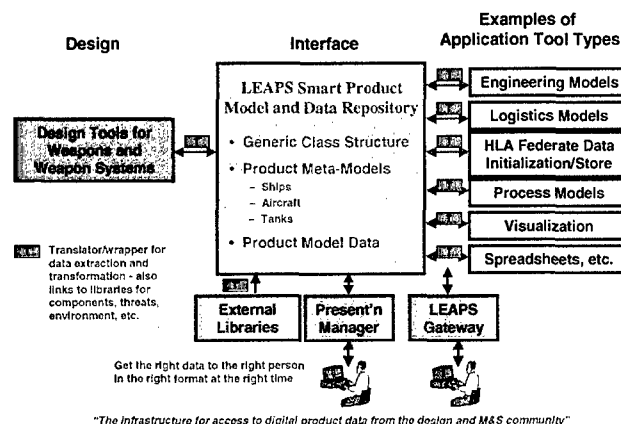 Design
Interface
Examples of
Application Tool Types
LEAPS Smart Product
Model and Data Repository
• Generic Class Structure
• Product Meta-Models
– Ships
– Aircraft
– Tanks
• Product Model Data
Design Tools for
Weapons and
Weapon Systems
Engineering Models
Logistics Models
HLA Federate Data
Initialization/Store
Process Models
Visualization
Spreadsheets, etc.
Translator/wrapper for
data extraction and
transformation - also
links to libraries for
components, threats,
environment, etc.
External
Libraries
Present'n
Manager
LEAPS
Gateway
Get the right data to the right person
in the right format at the right time
"The infrastructure for access to digital product data from the design and M&S community"